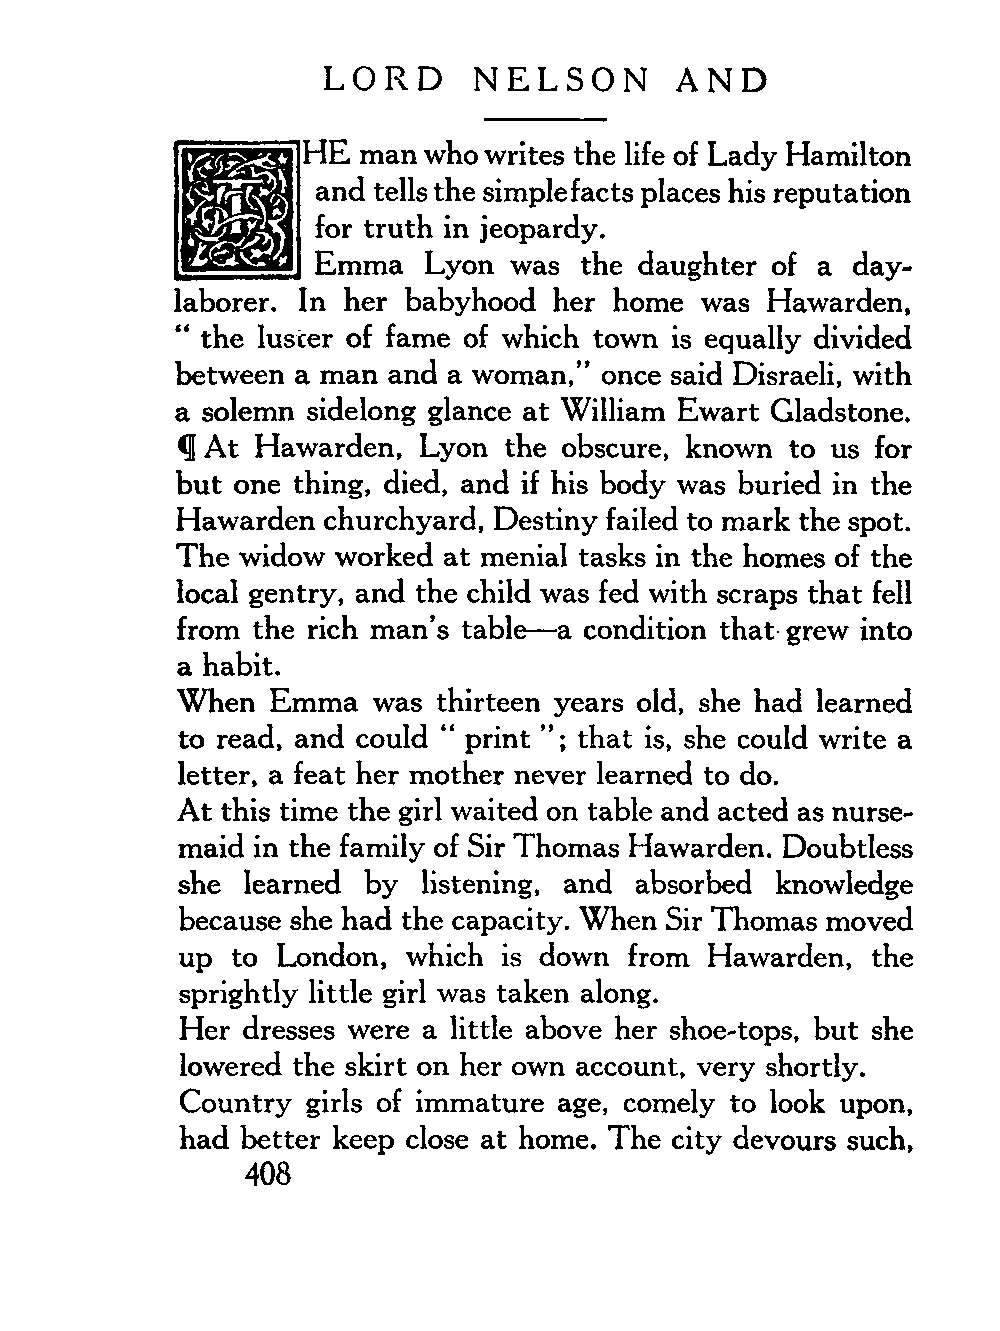 LORD NELSON AND
THE man who writes the life of Lady Hamilton
and tells the simple facts places his reputation
for truth in jeopardy.
Emma Lyon was the daughter of a day-
laborer. In her babyhood her home was Hawarden,
“ the luster of fame of which town is equally divided
between a man and a woman,” once said Disraeli, with
a solemn sidelong glance at William Ewart Gladstone.
¶ At Hawarden, Lyon the obscure, known to us for
but one thing, died, and if his body was buried in the
Hawarden churchyard, Destiny failed to mark the spot.
The widow worked at menial tasks in the homes of the
local gentry, and the child was fed with scraps that fell
from the rich man's table—a condition that grew into
a habit.
When Emma was thirteen years old, she had learned
to read, and could “ print ”; that is, she could write a
letter, a feat her mother never learned to do.
At this time the girl waited on table and acted as nurse-
maid in the family of Sir Thomas Hawarden. Doubtless
she learned by listening, and absorbed knowledge
because she had the capacity. When Sir Thomas moved
up to London, which is down from Hawarden, the
sprightly little girl was taken along.
Her dresses were a little above her shoe-tops, but she
lowered the skirt on her own account, very shortly.
Country girls of immature age, comely to look upon,
had better keep close at home. The city devours such,
408